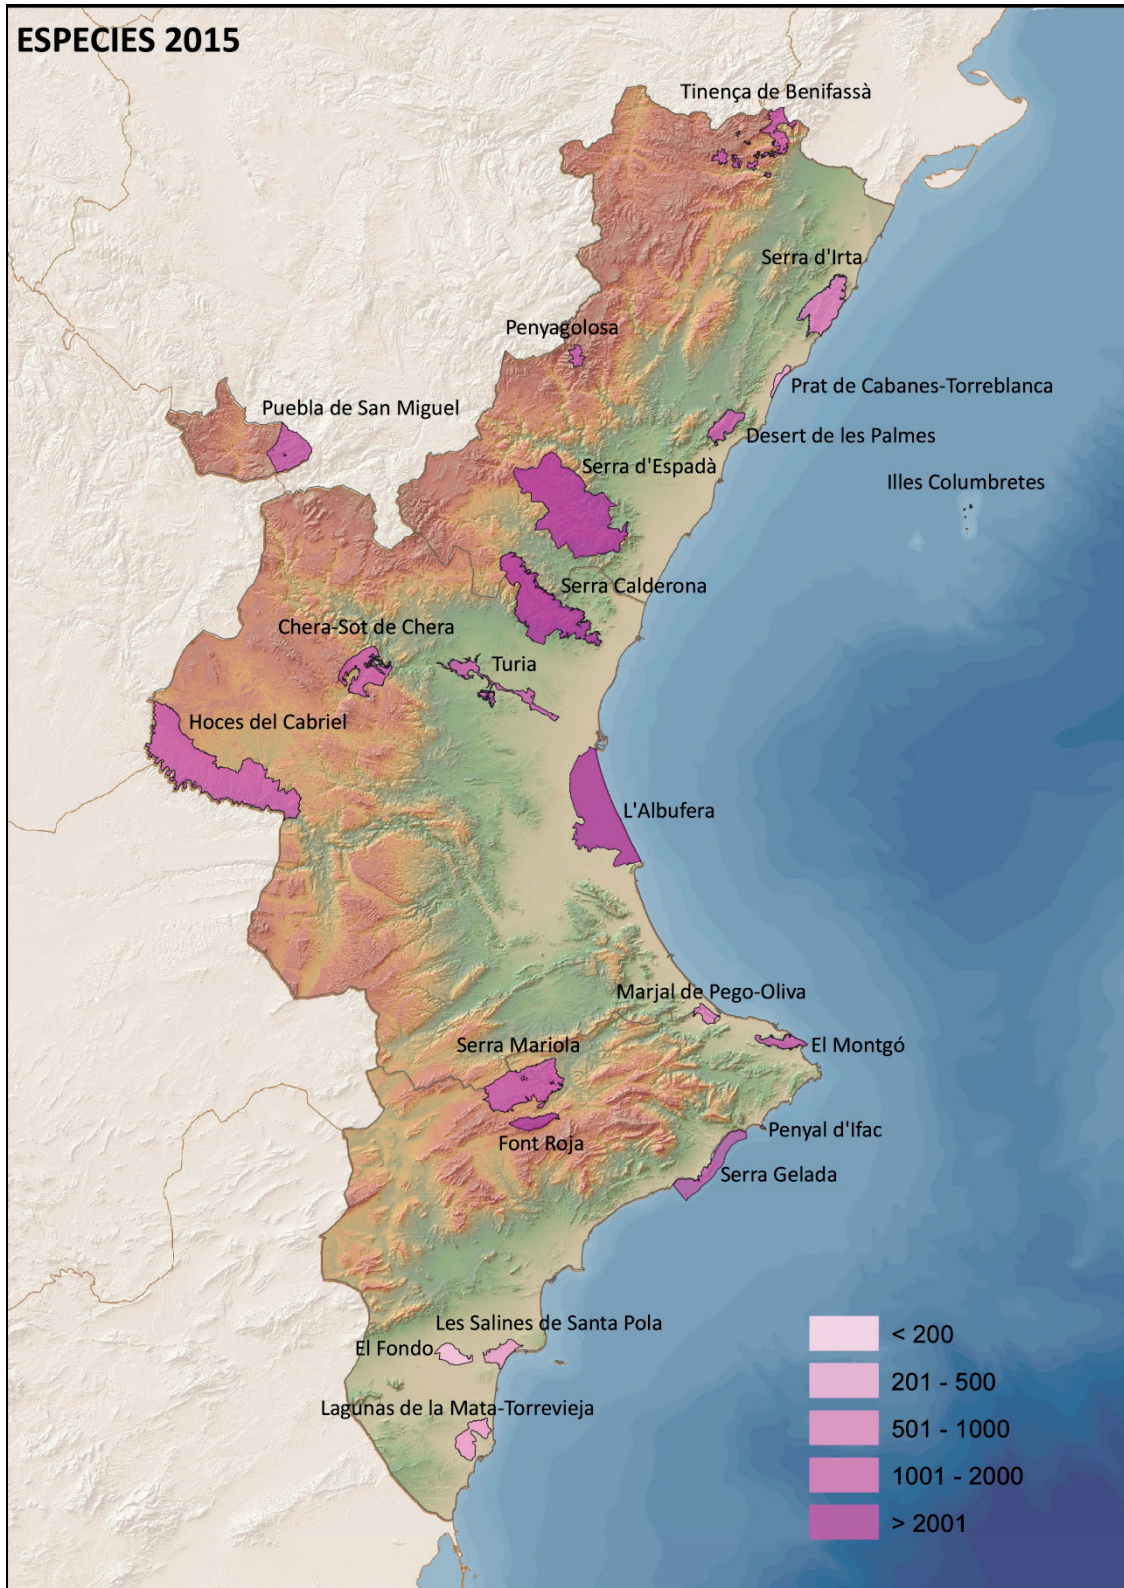 ESPECIES 2015
Tinença de Benifassà
Serra d'Irta
Penyagolosa
Prat de Cabanes-Torreblanca
Puebla de San Miguel
Desert de les Palmes
Serra d'Espadà
Illes Columbretes
Serra Calderona
Chera-Sot de Chera
Turia
Hoces del Cabriel
L'Albufera
Marjal de Pego-Oliva
El Montgó
Serra Mariola
Penyal d'Ifac
Font Roja
Serra Gelada
Les Salines de Santa Pola
El Fondo
Lagunas de la Mata-Torrevieja
< 200
201 - 500
501 - 1000
1001 - 2000
> 2001